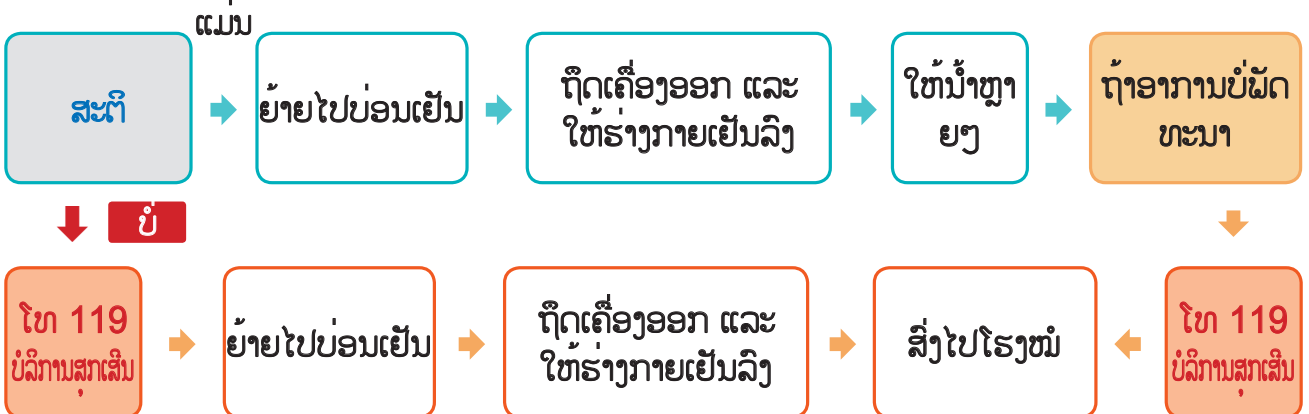 ແມ່ນ
ສະຕິ
ຍ້າຍໄປບ່ອນເຢັນ
ຖຶດເຄື່ອງອອກ ແລະ
ໃຫ້ຮ່າງກາຍເຢັນລົງ
ໃຫ້ນ້ຳຫຼາ
ຍໆ
ຖ້າອາການບໍ່ພັດ
ທະນາ
ບໍ່
ໂທ 119
ບໍລິການສຸກເສີນ
ຍ້າຍໄປບ່ອນເຢັນ
ຖຶດເຄື່ອງອອກ ແລະ
ໃຫ້ຮ່າງກາຍເຢັນລົງ
ສົ່ງໄປໂຮງໝໍ
ໂທ 119
ບໍລິການສຸກເສີນ